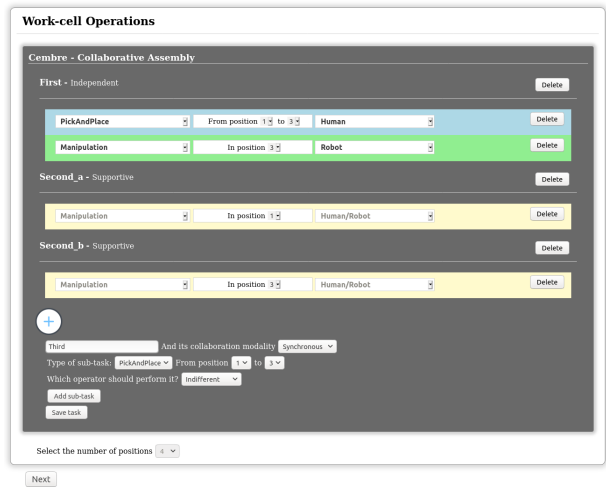 Work-cell Operations
Cembre - Collaborative Assembly
First - Independent
Delete
PickAndPlace From position 1 to 3 Human Delete
Manipulation In position 3 Robot Delete
Second_a - Supportive
Delete
Manipulation In position 1 Human/Robot Delete
Second_b - Supportive
Delete
Manipulation In position 3 Human/Robot Delete
+
Third And its collaboration modality Synchronous
Type of sub-task: PickAndPlace From position 1 to 3
Which operator should perform it? Indifferent
Add sub-task
Save task
Select the number of positions 4
Next